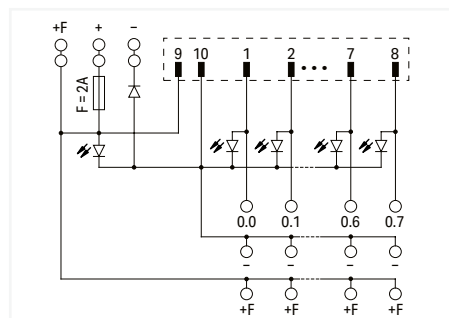 +F + −
9 10 1 2 ••• 7 8
F = 2A
0.0 0.1 0.6 0.7
− − − −
+F +F +F +F